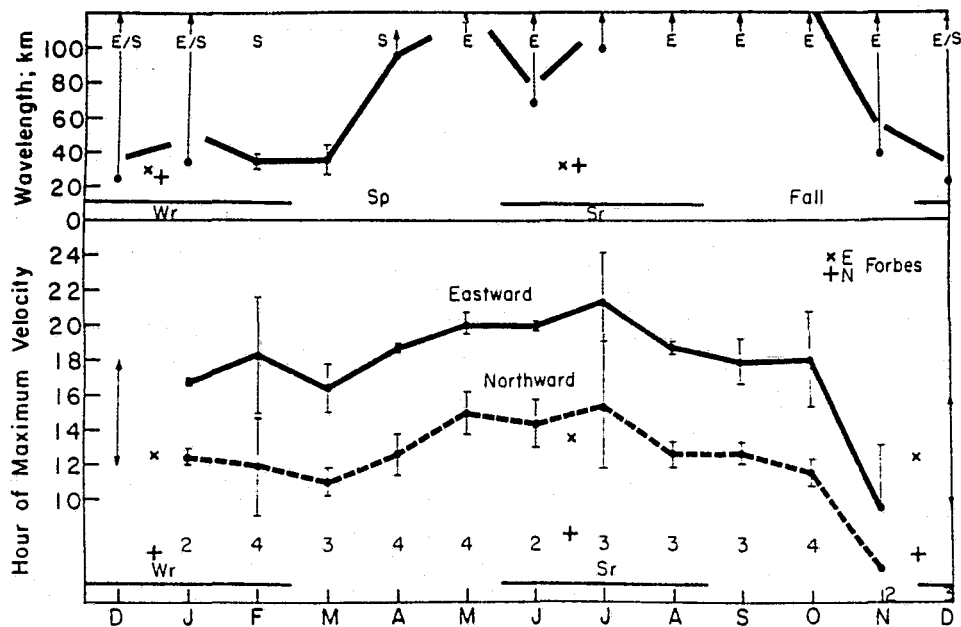 Wavelength; km
100
80
60
40
20
0
E/S E/S S S E E E E E E E/S
Wr Sp Sr Fall
Hour of Maximum Velocity
24
22
20
18
16
14
12
10
Eastward
Northward
× E
+ N
Forbes
2 4 3 4 4 2 3 3 3 4 2 3
Wr Sr
D J F M A M J J A S O N D